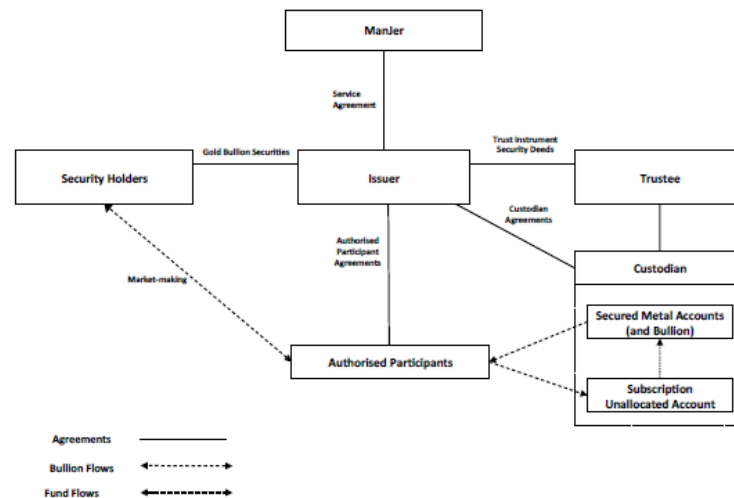 ManJer
Service
Agreement
Gold Bullion Securities
Trust Instrument
Security Deeds
Security Holders
Issuer
Trustee
Custodian
Agreements
Authorised
Participant
Agreements
Custodian
Market-making
Secured Metal Accounts
(and Bullion)
Authorised Participants
Subscription
Unallocated Account
Agreements
Bullion Flows
Fund Flows